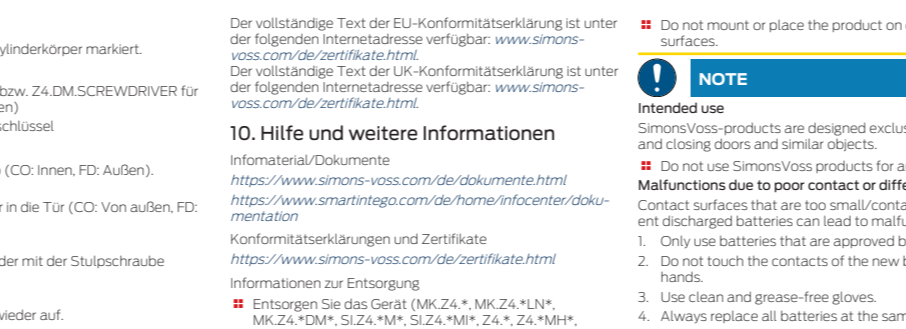 ylinderkörper markiert.
bzw. Z4.DM.SCREWDRIVER für
en)
chlüssel
(CO: Innen, FD: Außen).
r in die Tür (CO: Von außen, FD:
der mit der Stulpschraube
wieder auf.
Der vollständige Text der EU-Konformitätserklärung ist unter
der folgenden Internetadresse verfügbar: www.simons-
voss.com/de/zertifikate.html.
Der vollständige Text der UK-Konformitätserklärung ist unter
der folgenden Internetadresse verfügbar: www.simons-
voss.com/de/zertifikate.html.
10. Hilfe und weitere Informationen
Infomaterial/Dokumente
https://www.simons-voss.com/de/dokumente.html
https://www.smartintego.com/de/home/infocenter/doku-
mentation
Konformitätserklärungen und Zertifikate
https://www.simons-voss.com/de/zertifikate.html
Informationen zur Entsorgung
Entsorgen Sie das Gerät (MK.Z4.*, MK.Z4.*LN*,
MK.Z4.*DM*, SI.Z4.*M*, SI.Z4.*MI*, Z4.*, Z4.*MH*,
Do not mount or place the product on
surfaces.
NOTE
Intended use
SimonsVoss-products are designed exclus
and closing doors and similar objects.
Do not use SimonsVoss products for a
Malfunctions due to poor contact or diffe
Contact surfaces that are too small/conta
ent discharged batteries can lead to malfu
1. Only use batteries that are approved b
2. Do not touch the contacts of the new b
hands.
3. Use clean and grease-free gloves.
4. Always replace all batteries at the sam